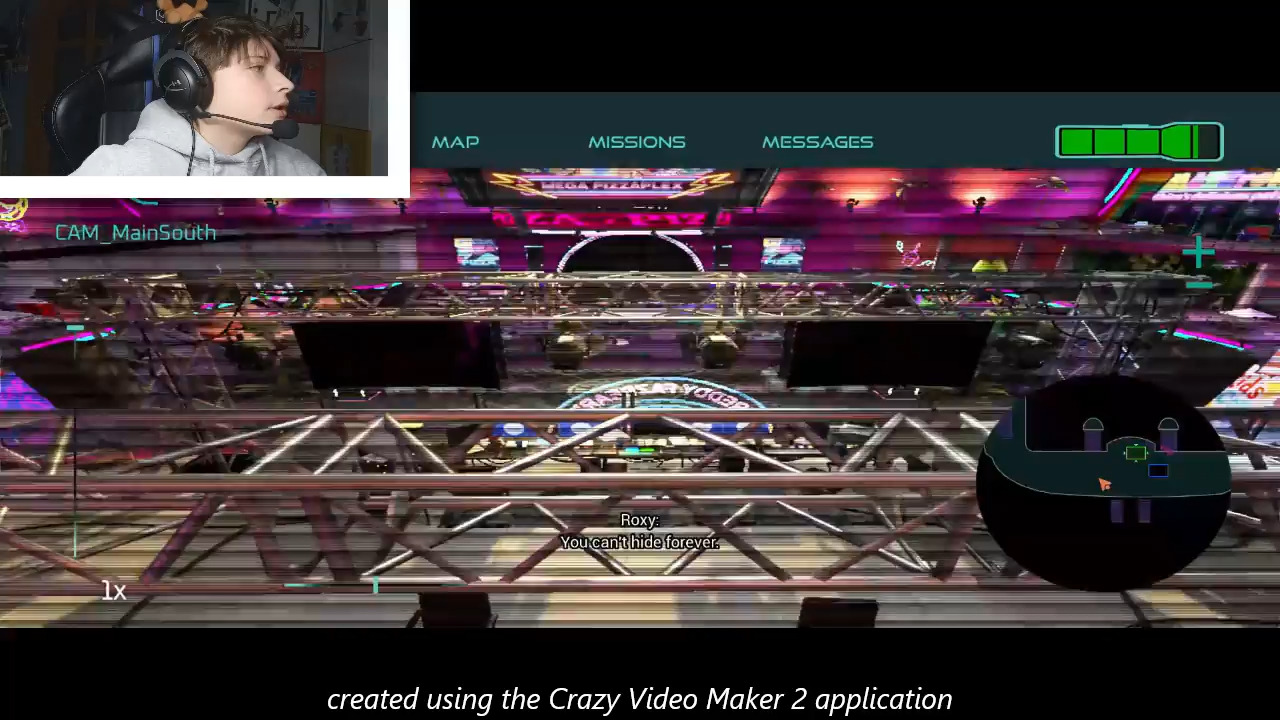 MAP MISSIONS MESSAGES
MEGA PIZZAPLEX
CAM_MainSouth
Roxy:
You can't hide forever.
1x
created using the Crazy Video Maker 2 application